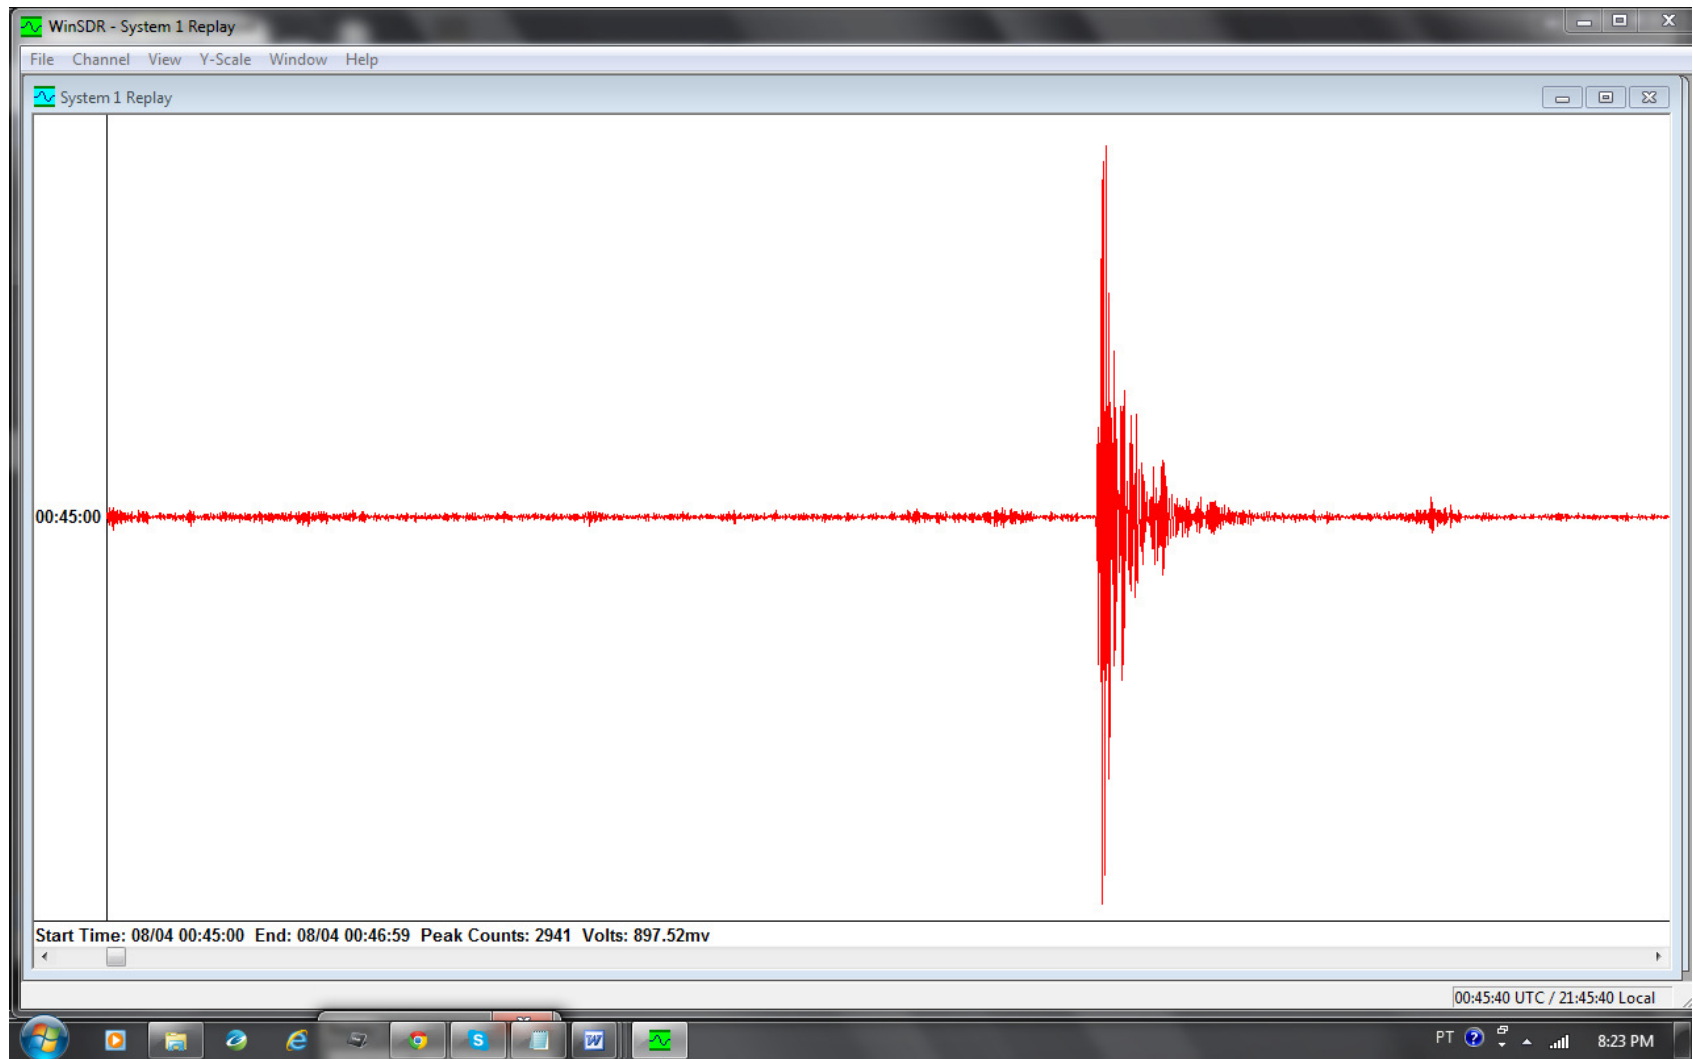 WinSDR - System 1 Replay
File Channel View Y-Scale Window Help
System 1 Replay
00:45:00
Start Time: 08/04 00:45:00 End: 08/04 00:46:59 Peak Counts: 2941 Volts: 897.52mv
00:45:40 UTC / 21:45:40 Local
PT 8:23 PM